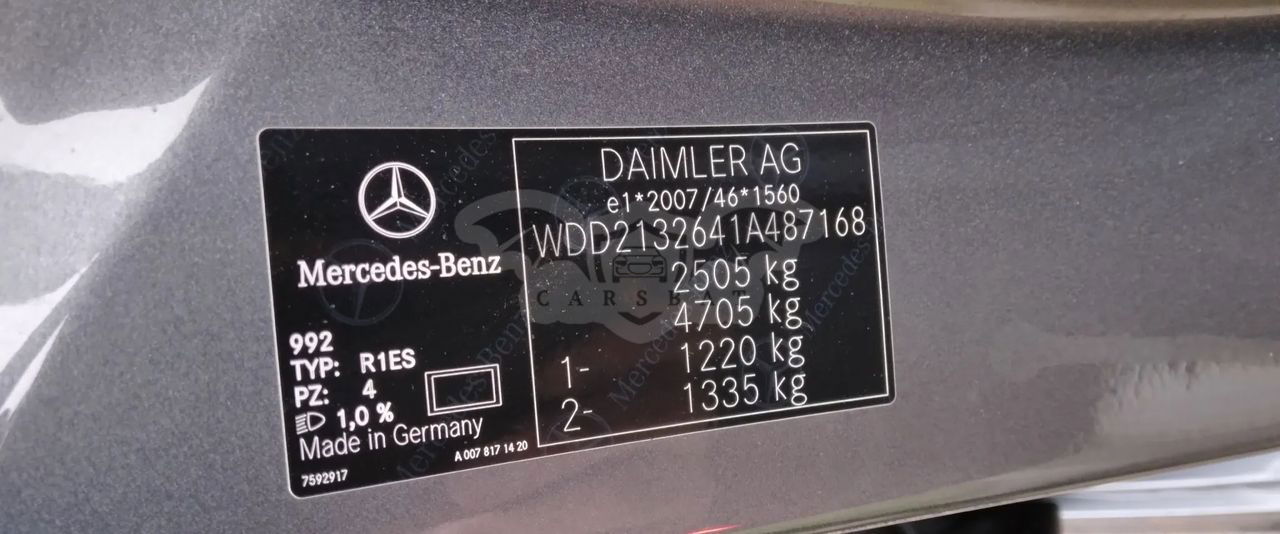 Mercedes-Benz
992
TYP: R1ES
PZ: 4
1,0 %
Made in Germany
7592917
A 007 817 14 20
DAIMLER AG
e1*2007/46*1560
WDD2132641A487168
2505 kg
4705 kg
1- 1220 kg
2- 1335 kg
CARSBAT